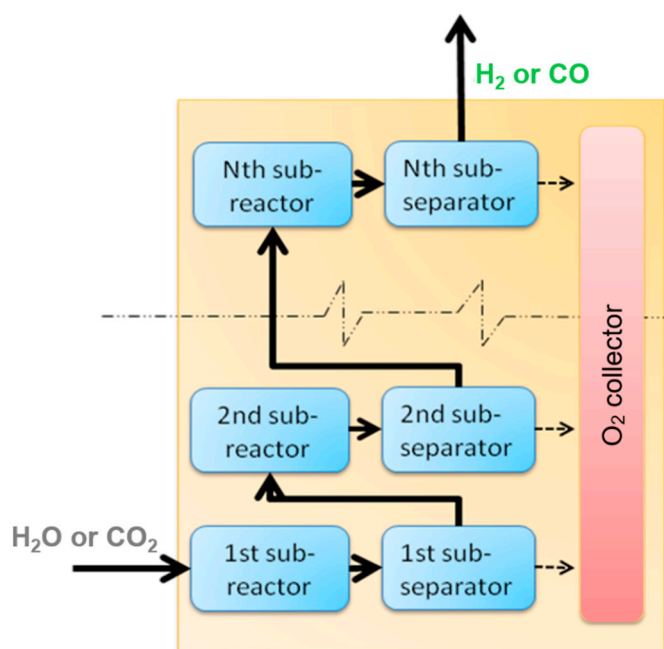 H₂ or CO
Nth sub-
reactor
Nth sub-
separator
2nd sub-
reactor
2nd sub-
separator
H₂O or CO₂
1st sub-
reactor
1st sub-
separator
O₂ collector